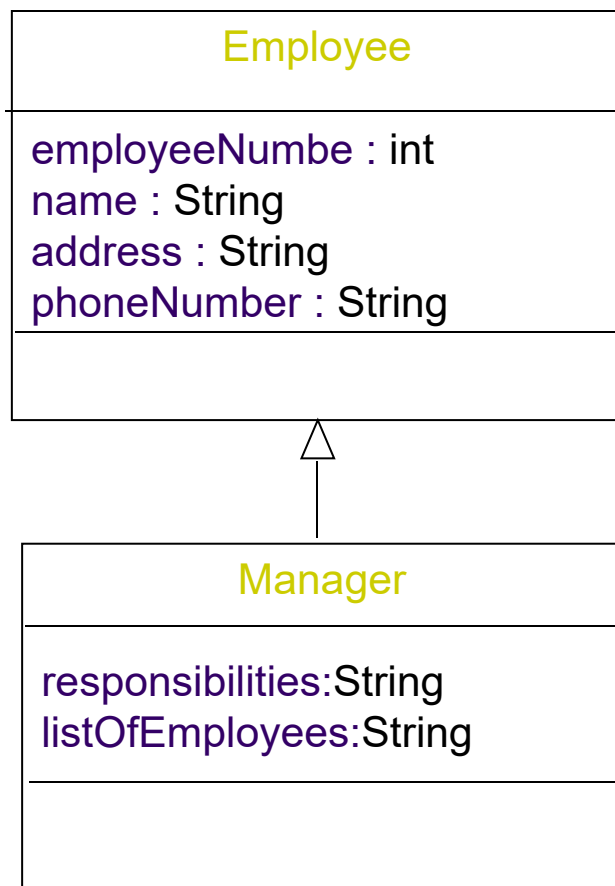 Employee
employeeNumbe : int
name : String
address : String
phoneNumber : String
Manager
responsibilities:String
listOfEmployees:String